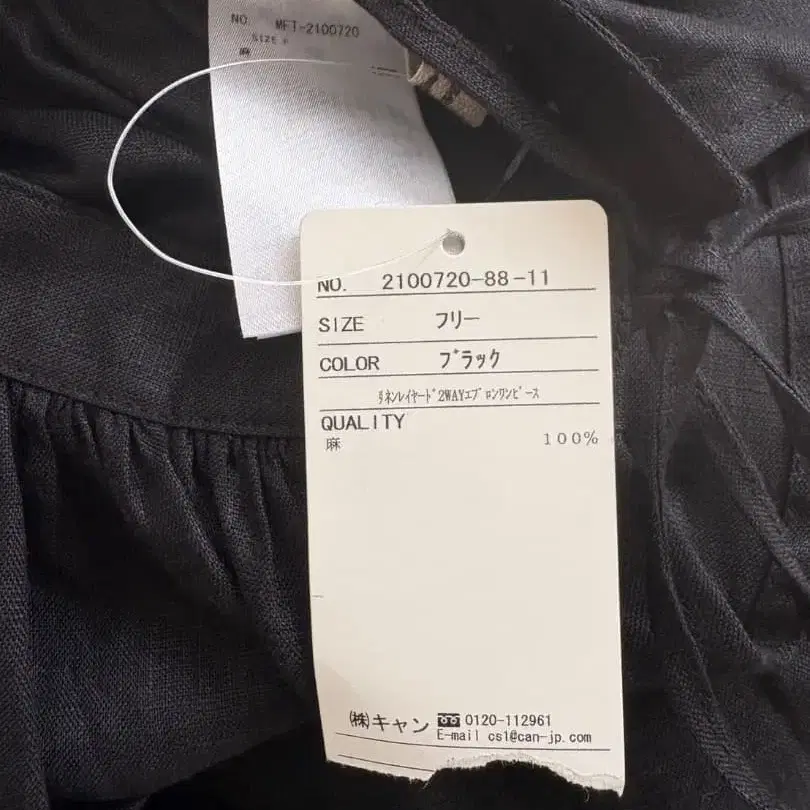 NO. MFT-2100720
SIZE F
麻
NO. 2100720-88-11
SIZE フリー
COLOR ブラック
リネンレイヤード2WAYエプロンワンピース
QUALITY
麻 100%
㈱キャン 0120-112961
E-mail cs1@can-jp.com